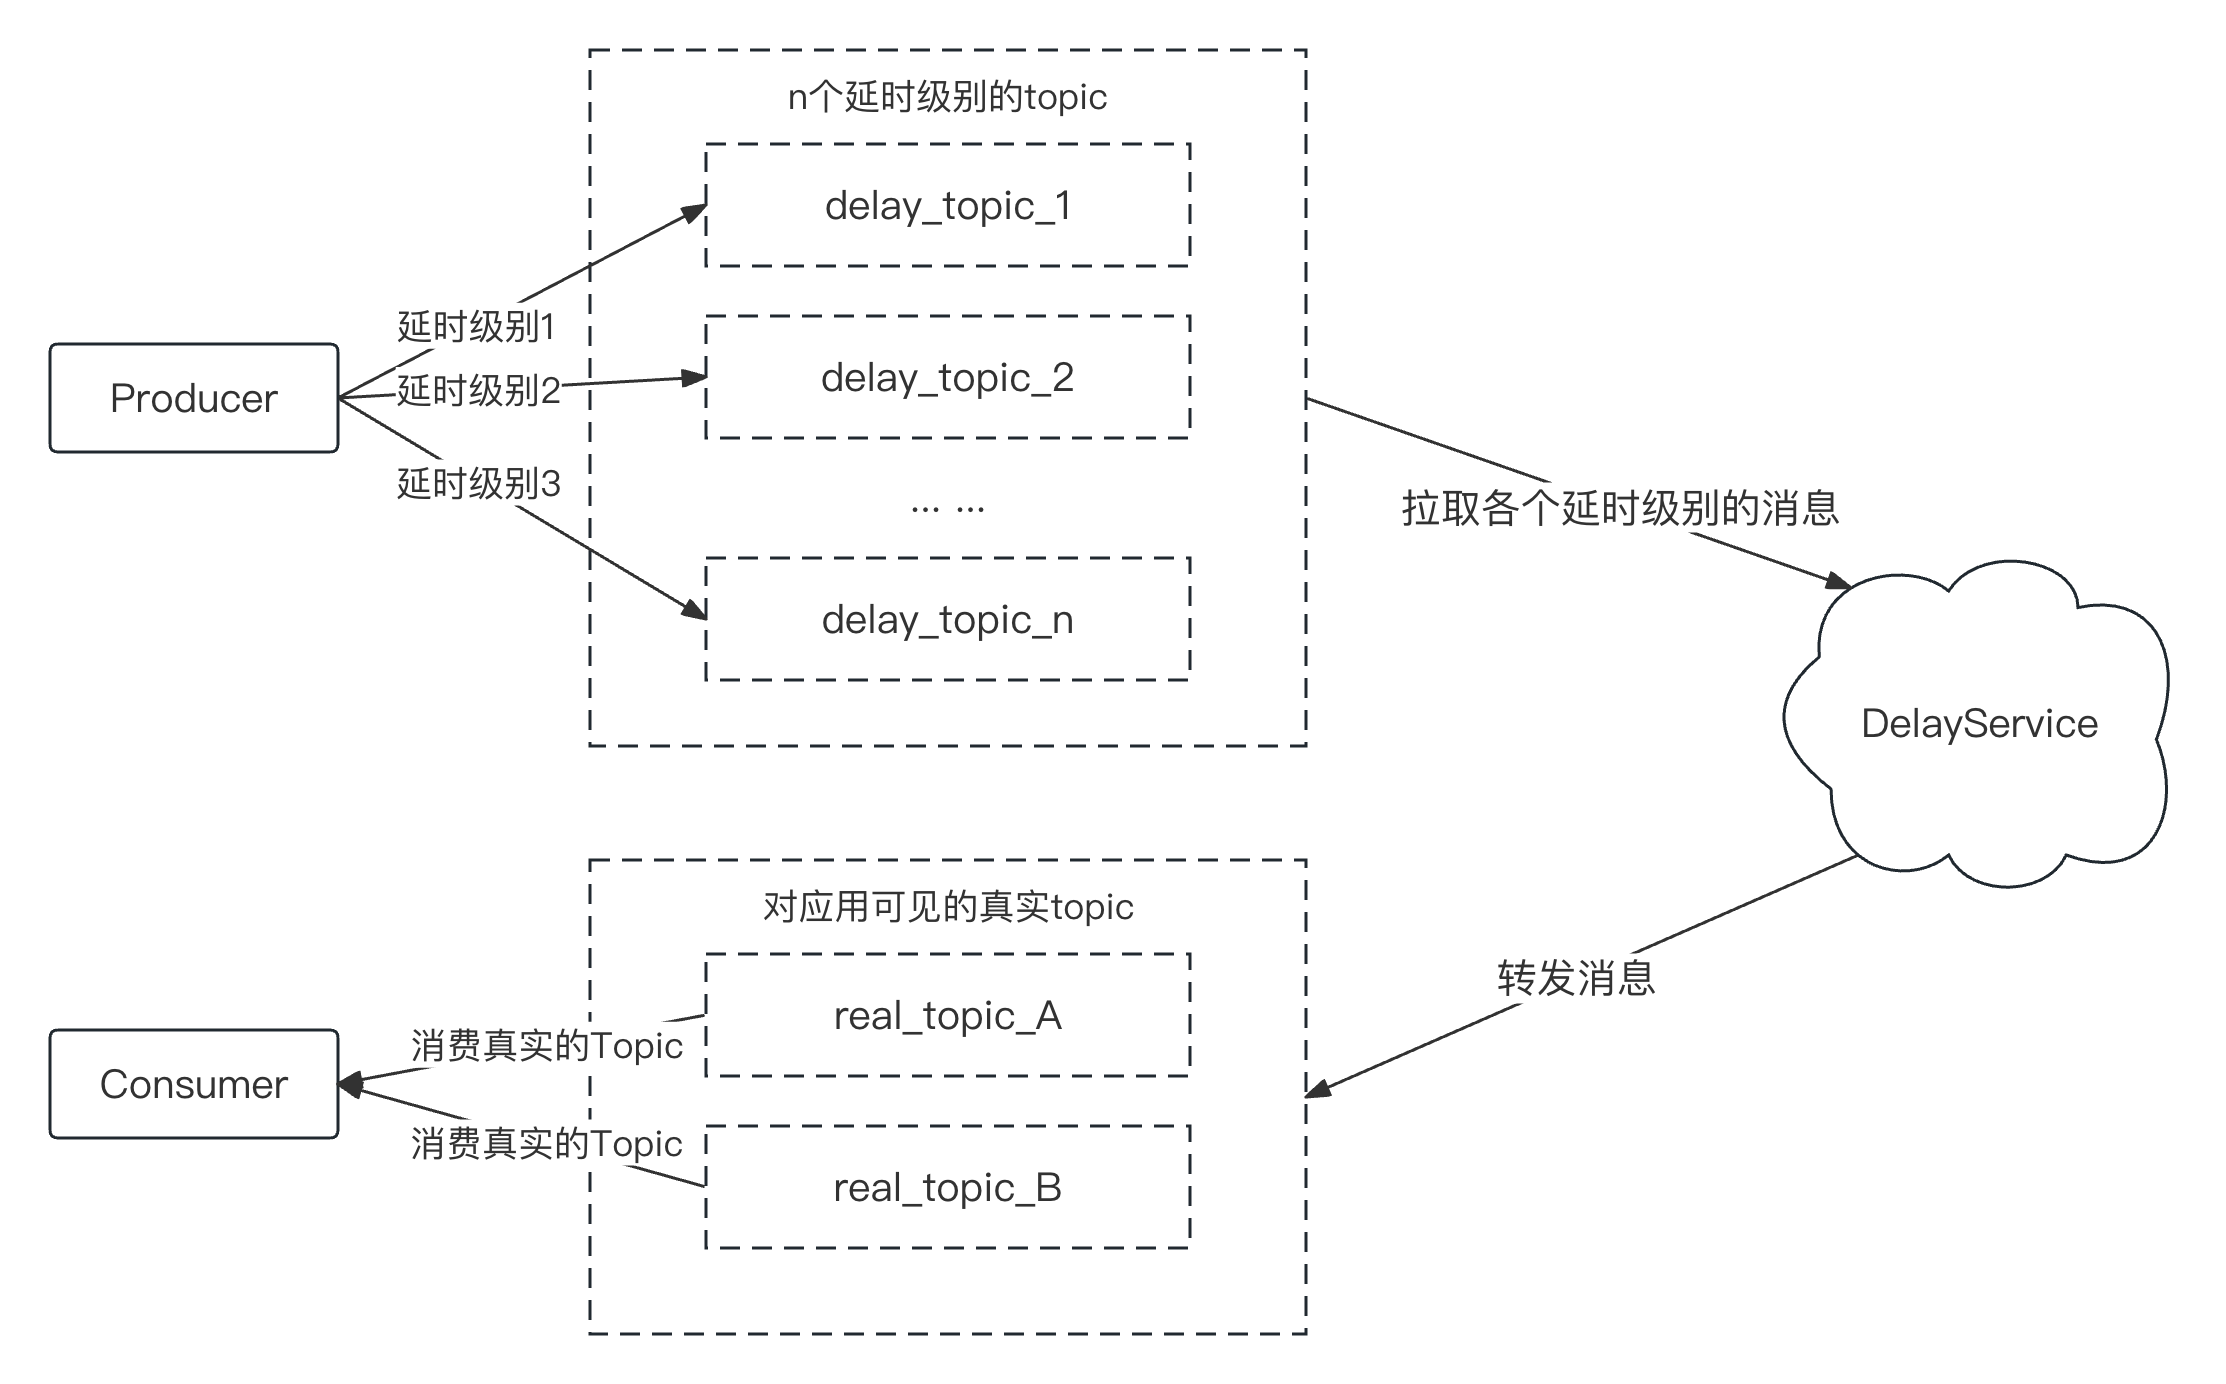 n个延时级别的topic
delay_topic_1
延时级别1
Producer
延时级别2
delay_topic_2
延时级别3
... ...
拉取各个延时级别的消息
delay_topic_n
DelayService
对应用可见的真实topic
转发消息
real_topic_A
消费真实的Topic
Consumer
消费真实的Topic
real_topic_B